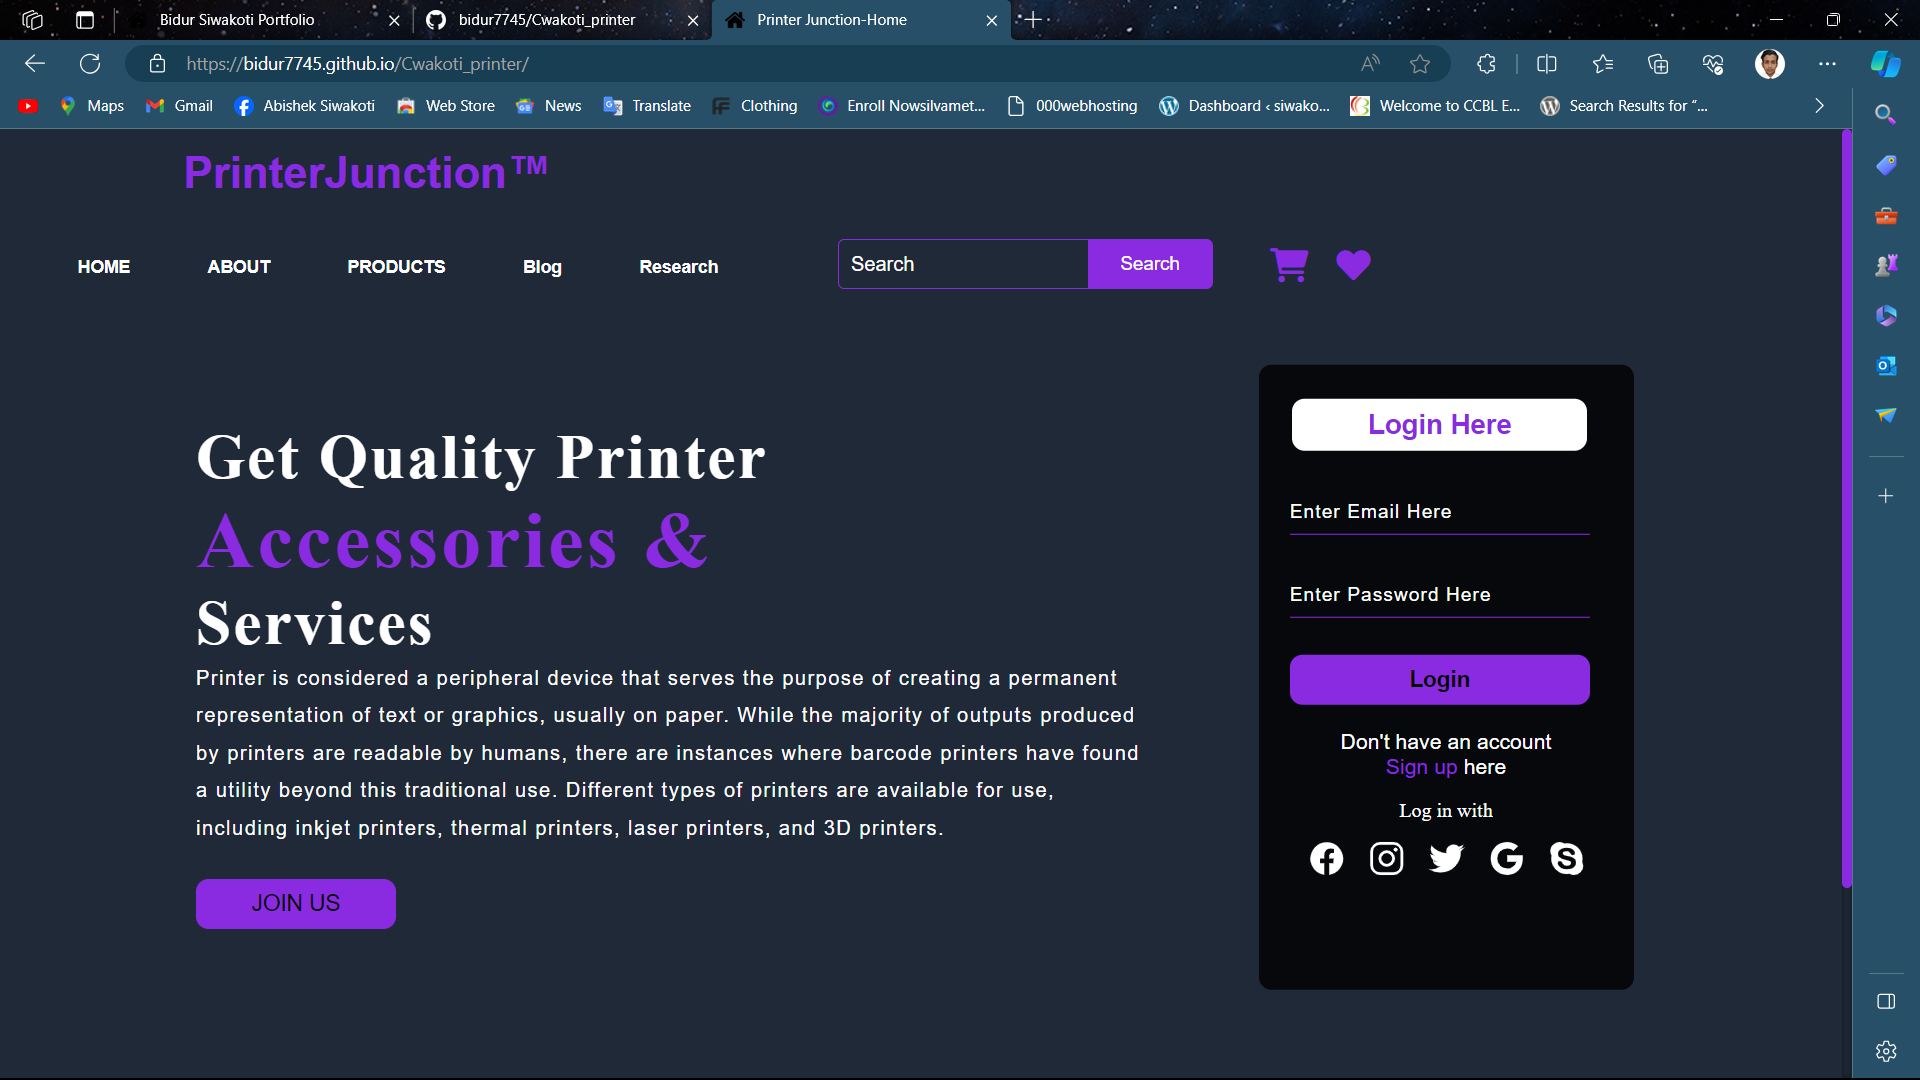 Bidur Siwakoti Portfolio
bidur7745/Cwakoti_printer
Printer Junction-Home
https://bidur7745.github.io/Cwakoti_printer/
Maps
Gmail
Abishek Siwakoti
Web Store
News
Translate
Clothing
Enroll Nowsilvamet...
000webhosting
Dashboard ‹ siwako...
Welcome to CCBL E...
Search Results for “...
PrinterJunction™
HOME
ABOUT
PRODUCTS
Blog
Research
Search
Search
Get Quality Printer
Accessories &
Services
Printer is considered a peripheral device that serves the purpose of creating a permanent
representation of text or graphics, usually on paper. While the majority of outputs produced
by printers are readable by humans, there are instances where barcode printers have found
a utility beyond this traditional use. Different types of printers are available for use,
including inkjet printers, thermal printers, laser printers, and 3D printers.
JOIN US
Login Here
Enter Email Here
Enter Password Here
Login
Don't have an account
Sign up here
Log in with